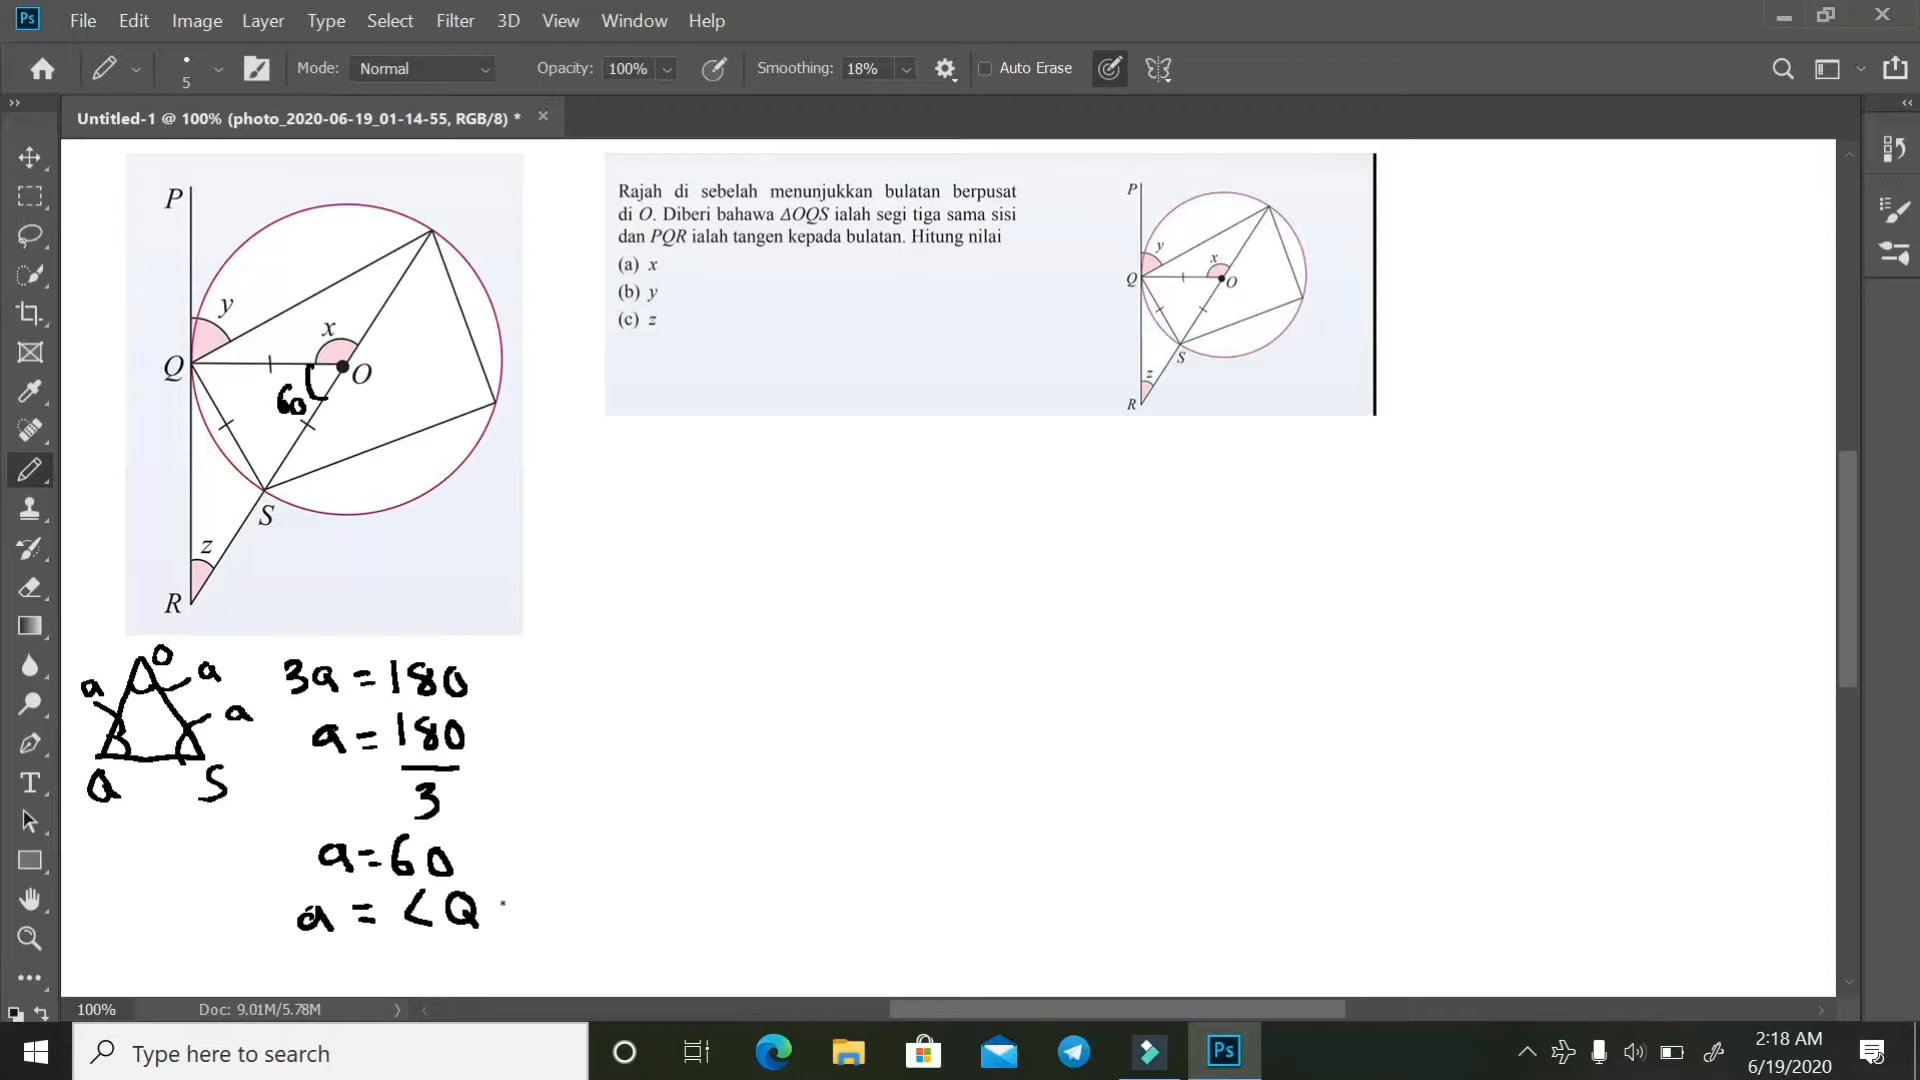 Ps File Edit Image Layer Type Select Filter 3D View Window Help
5 Mode: Normal Opacity: 100% Smoothing: 18% Auto Erase
Untitled-1 @ 100% (photo_2020-06-19_01-14-55, RGB/8) * ×
P
y
x
Q
O
60
S
z
R
Rajah di sebelah menunjukkan bulatan berpusat
di O. Diberi bahawa ΔOQS ialah segi tiga sama sisi
dan PQR ialah tangen kepada bulatan. Hitung nilai
(a) x
(b) y
(c) z
P
y
x
Q
O
S
z
R
O
a
a
a
Q
S
3a = 180
a = 180
3
a = 60
a = ∠Q
100% Doc: 9.01M/5.78M
Type here to search
Ps
2:18 AM
6/19/2020